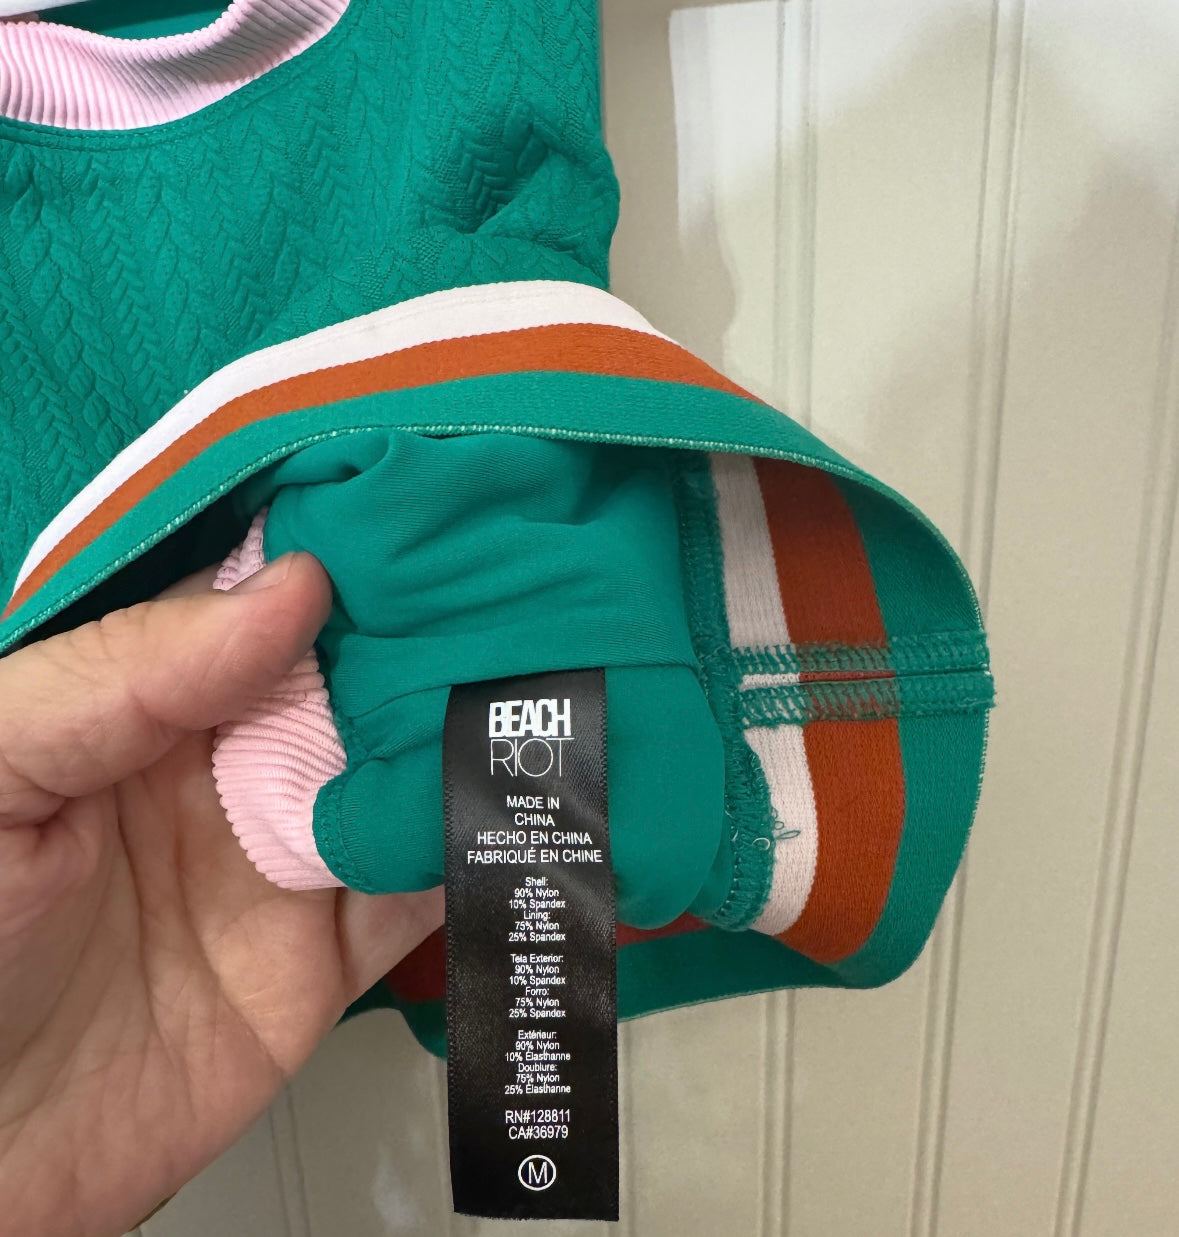 BEACH
RIOT
MADE IN
CHINA
HECHO EN CHINA
FABRIQUÉ EN CHINE
Shell:
90% Nylon
10% Spandex
Lining:
75% Nylon
25% Spandex
Tela Exterior:
90% Nylon
10% Spandex
Forro:
75% Nylon
25% Spandex
Extérieur:
90% Nylon
10% Élasthanne
Doublure:
75% Nylon
25% Élasthanne
RN#128811
CA#36979
M